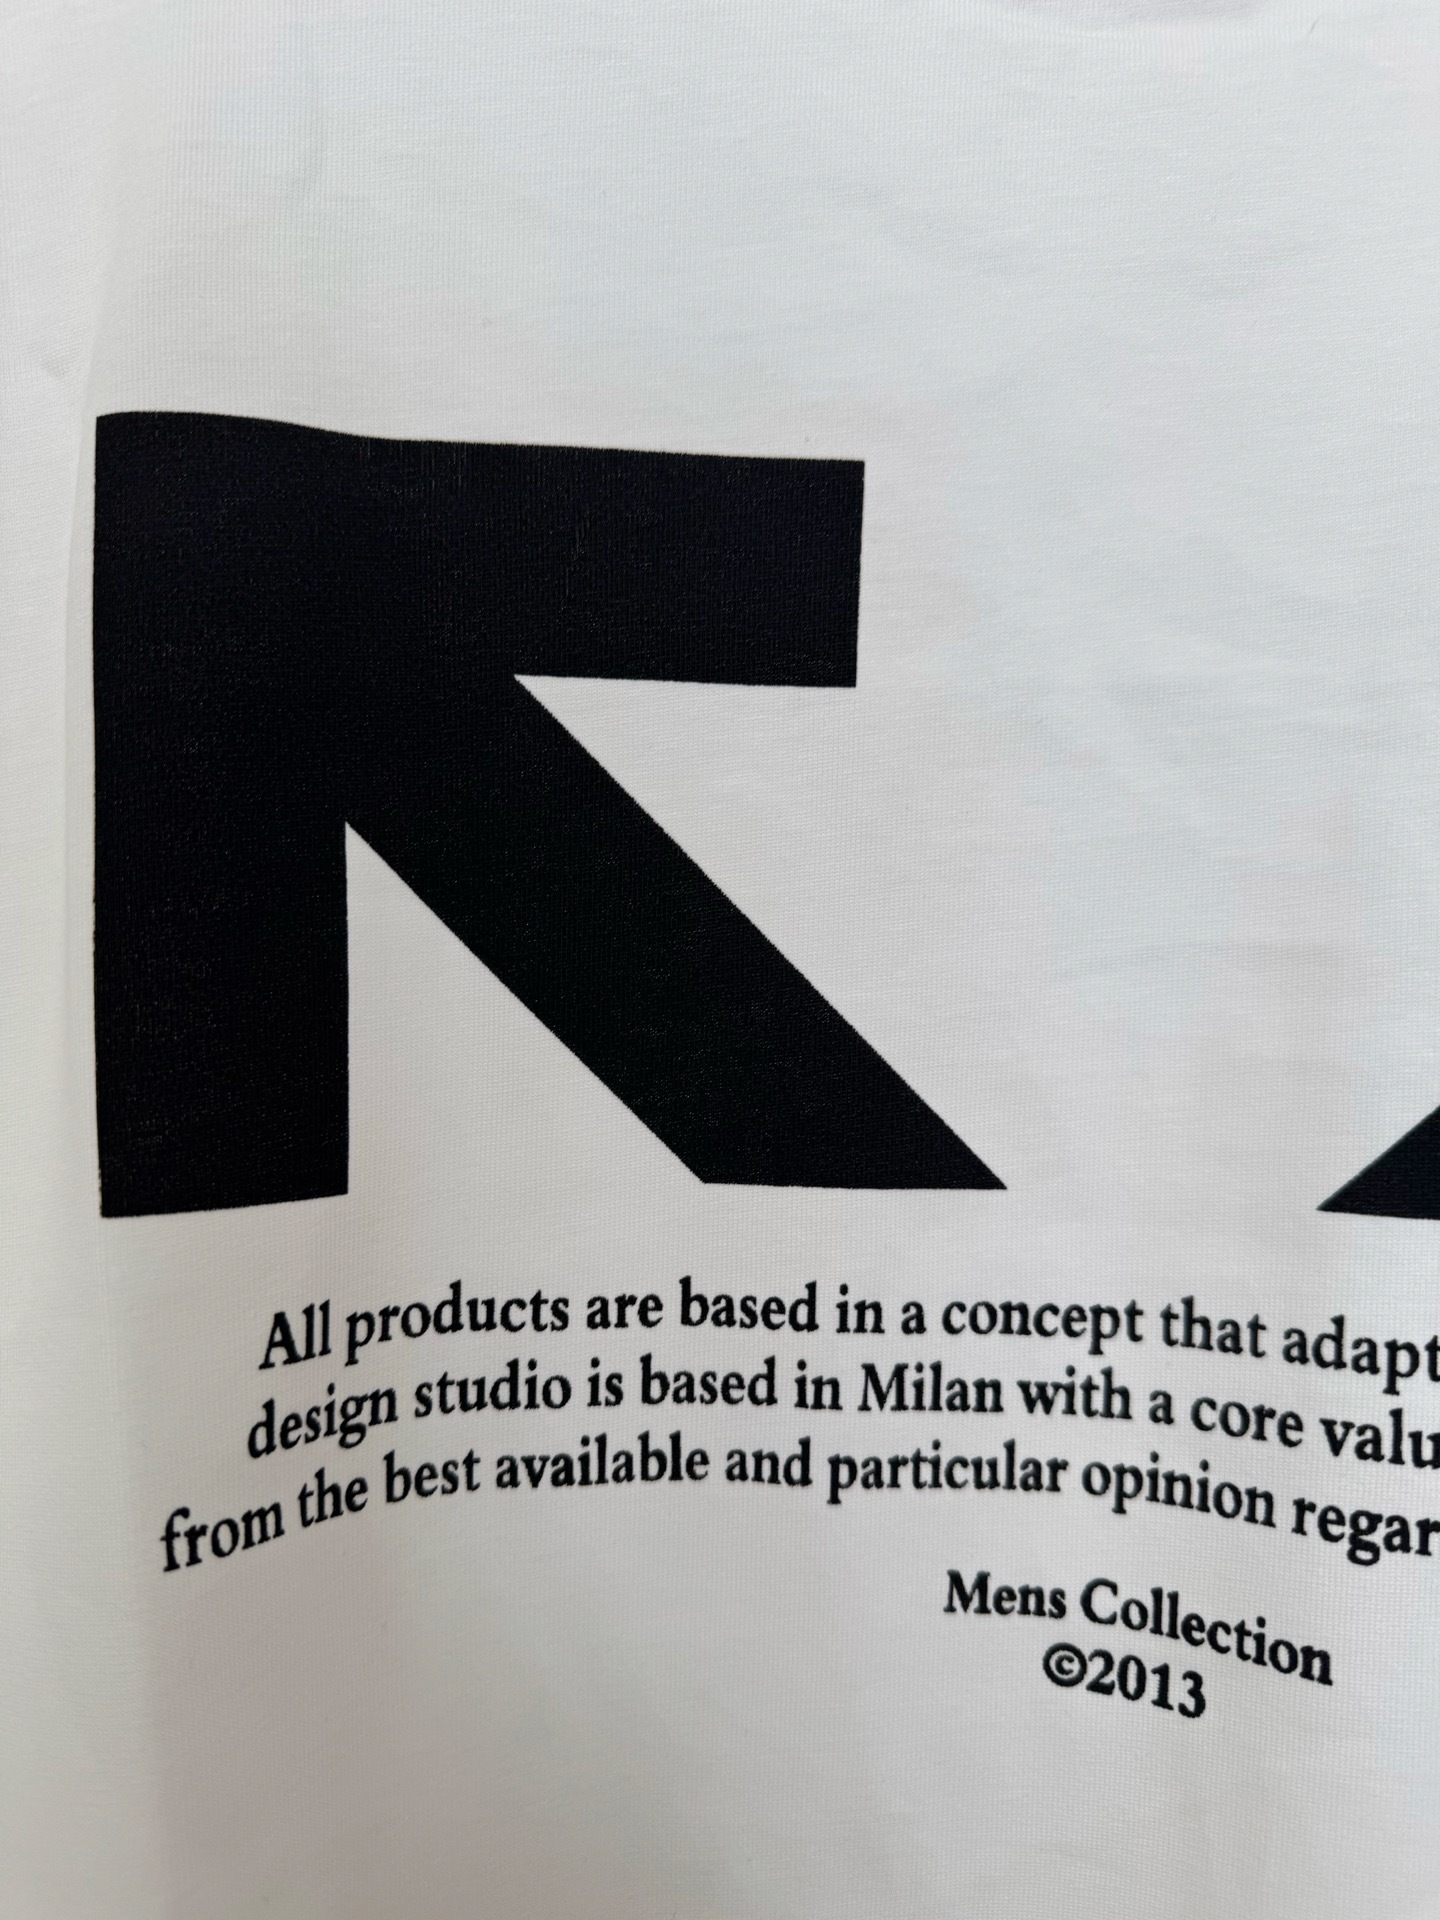 All products are based in a concept that adapt
design studio is based in Milan with a core valu
from the best available and particular opinion regar
Mens Collection
©2013